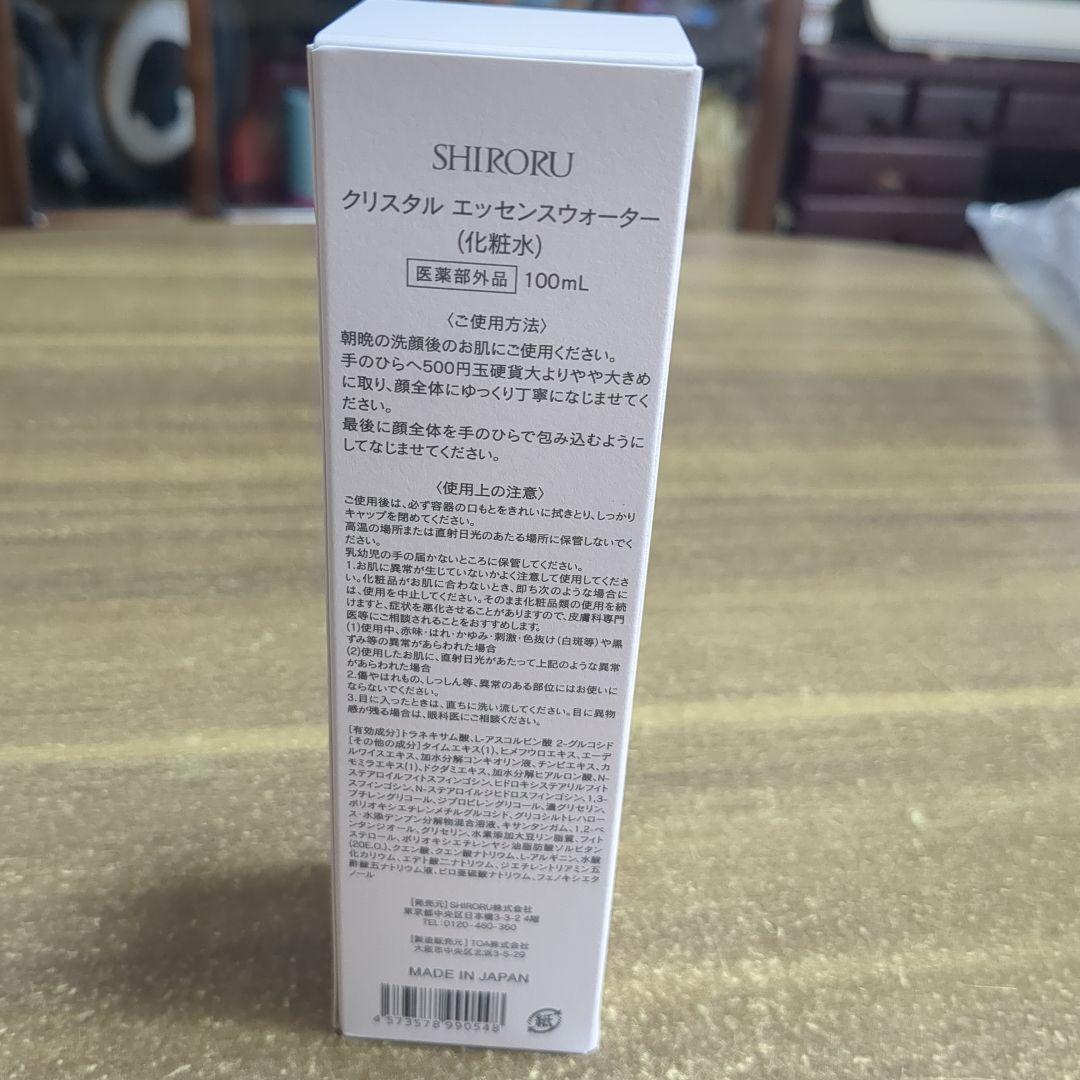 SHIRORU
クリスタル エッセンスウォーター
(化粧水)
医薬部外品 100mL
〈ご使用方法〉
朝晩の洗顔後のお肌にご使用ください。
手のひらへ500円玉硬貨大よりやや大きめ
に取り、顔全体にゆっくり丁寧になじませてく
ださい。
最後に顔全体を手のひらで包み込むように
してなじませてください。
〈使用上の注意〉
ご使用後は、必ず容器の口もとをきれいに拭きとり、しっかり
キャップを閉めてください。
高温の場所または直射日光のあたる場所に保管しないでく
ださい。
乳幼児の手の届かないところに保管してください。
1.お肌に異常が生じていないかよく注意して使用してくださ
い。化粧品がお肌に合わないとき、即ち次のような場合に
は、使用を中止してください。そのまま化粧品類の使用を続
けますと、症状を悪化させることがありますので、皮膚科専門
医等にご相談されることをおすすめします。
(1)使用中、赤味・はれ・かゆみ・刺激・色抜け(白斑等)や黒
ずみ等の異常があらわれた場合
(2)使用したお肌に、直射日光があたって上記のような異常
があらわれた場合
2.傷やはれもの、しっしん等、異常のある部位にはお使いに
ならないでください。
3.目に入ったときは、直ちに洗い流してください。目に異物
感が残る場合は、眼科医にご相談ください。
[有効成分]トラネキサム酸、L-アスコルビン酸 2-グルコシド
[その他の成分]タイムエキス(1)、ヒメフウロエキス、エーデ
ルワイスエキス、加水分解コンキオリン液、チンピエキス、カ
モミラエキス(1)、ドクダミエキス、加水分解ヒアルロン酸、N-
ステアロイルフィトスフィンゴシン、ヒドロキシステアリルフィト
スフィンゴシン、N-ステアロイルジヒドロスフィンゴシン、1,3-
ブチレングリコール、ジプロピレングリコール、濃グリセリン、
ポリオキシエチレンメチルグルコシド、グリコシルトレハロー
ス・水添デンプン分解物混合溶液、キサンタンガム、1,2-ペ
ンタンジオール、グリセリン、水素添加大豆リン脂質、フィト
ステロール、ポリオキシエチレンヤシ油脂肪酸ソルビタン
(20E.O.)、クエン酸、クエン酸ナトリウム、L-アルギニン、水酸
化カリウム、エデト酸二ナトリウム、ジエチレントリアミン五
酢酸五ナトリウム液、ピロ亜硫酸ナトリウム、フェノキシエタ
ノール
[発売元]SHIRORU株式会社
東京都中央区日本橋3-3-2 4階
TEL:0120-460-360
[製造販売元]TOA株式会社
大阪市中央区北浜3-5-29
MADE IN JAPAN
4 573578 990548
紙